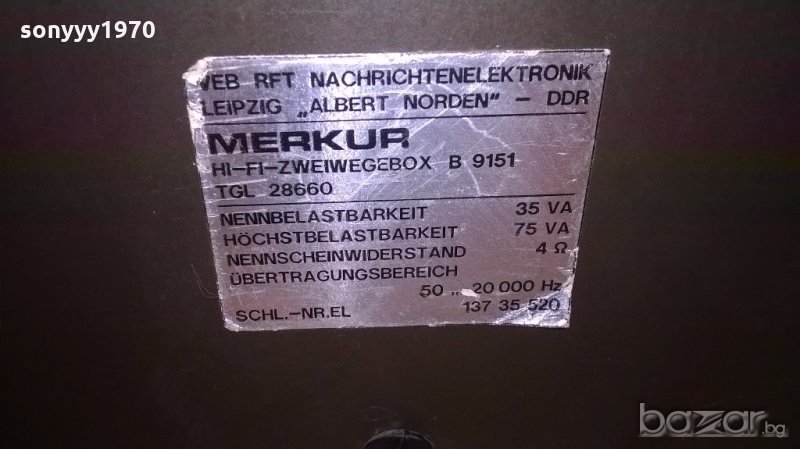 sonyyy1970
VEB RFT NACHRICHTENELEKTRONIK
LEIPZIG „ALBERT NORDEN" – DDR
MERKUR
HI-FI-ZWEIWEGEBOX B 9151
TGL 28660
NENNBELASTBARKEIT 35 VA
HÖCHSTBELASTBARKEIT 75 VA
NENNSCHEINWIDERSTAND 4 Ω
ÜBERTRAGUNGSBEREICH
50 ... 20 000 Hz
SCHL.-NR.EL 137 35 520
bazar.bg